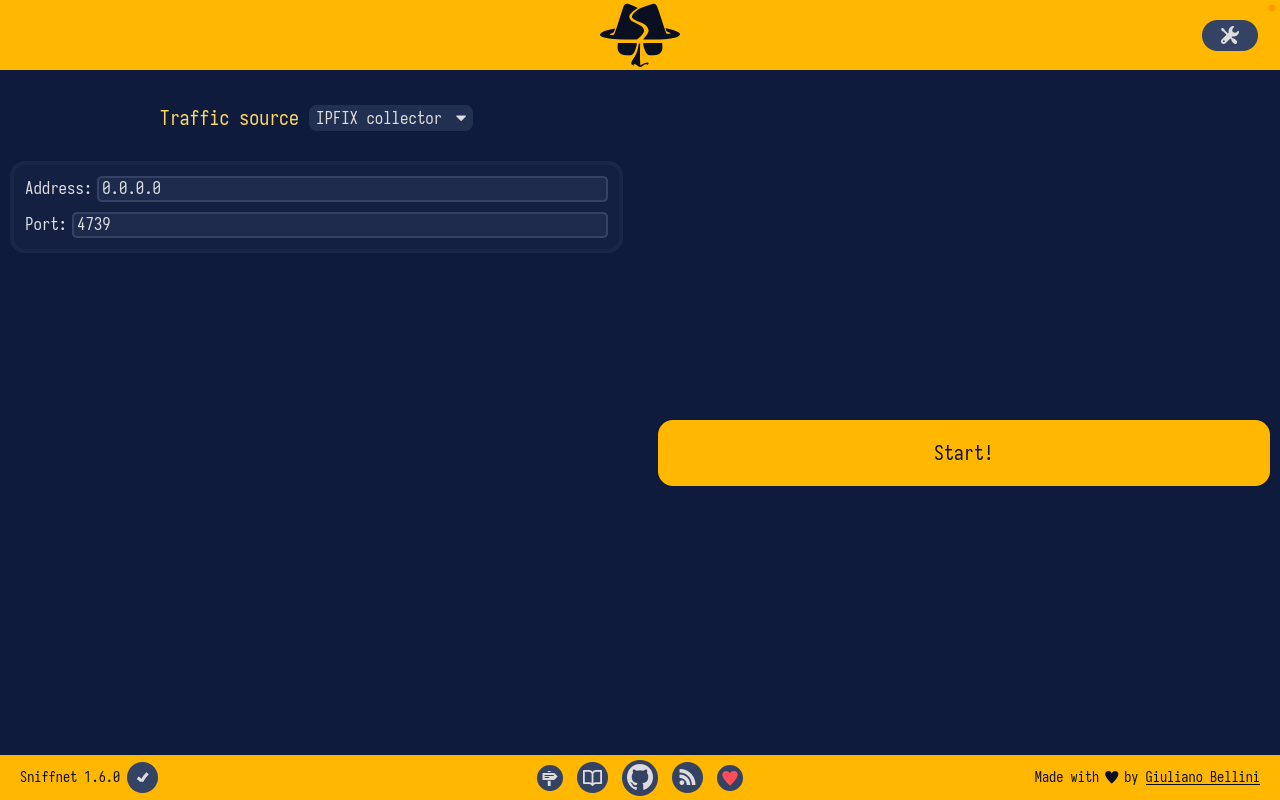 Traffic source IPFIX collector
Address: 0.0.0.0
Port: 4739
Start!
Sniffnet 1.6.0
Made with ♥ by Giuliano Bellini